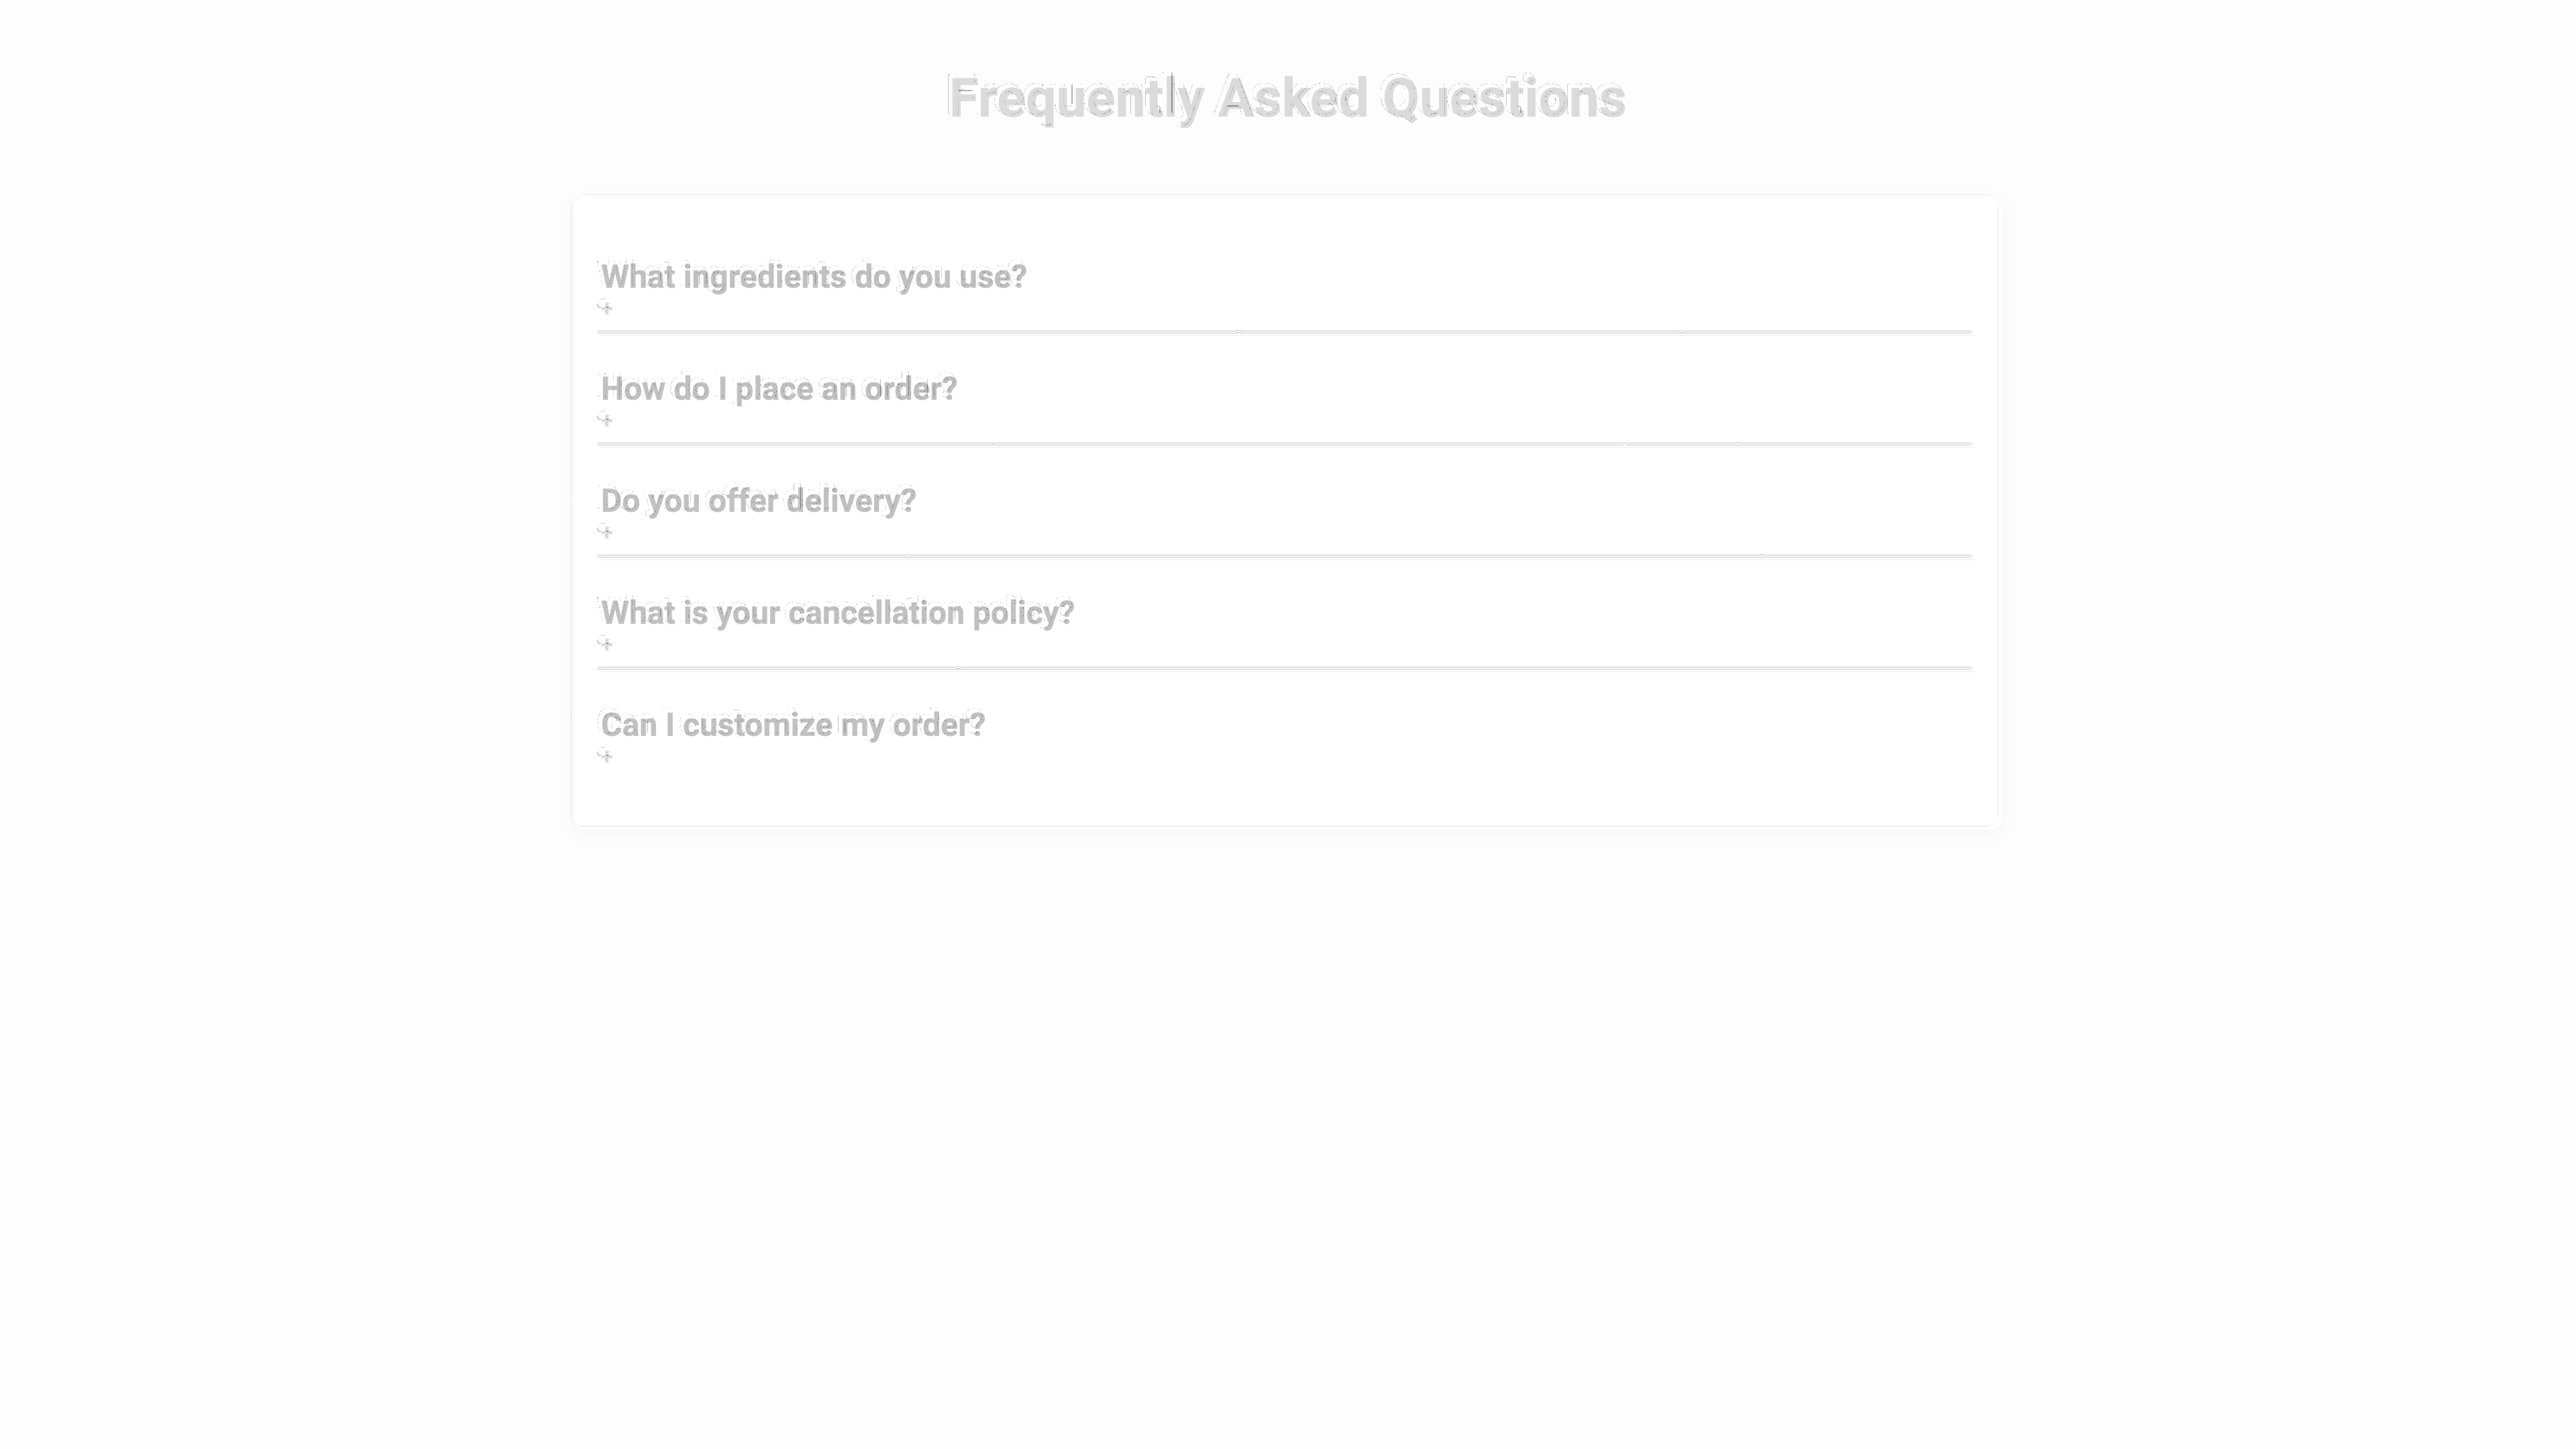 Frequently Asked Questions
What ingredients do you use?
+
How do I place an order?
+
Do you offer delivery?
+
What is your cancellation policy?
+
Can I customize my order?
+